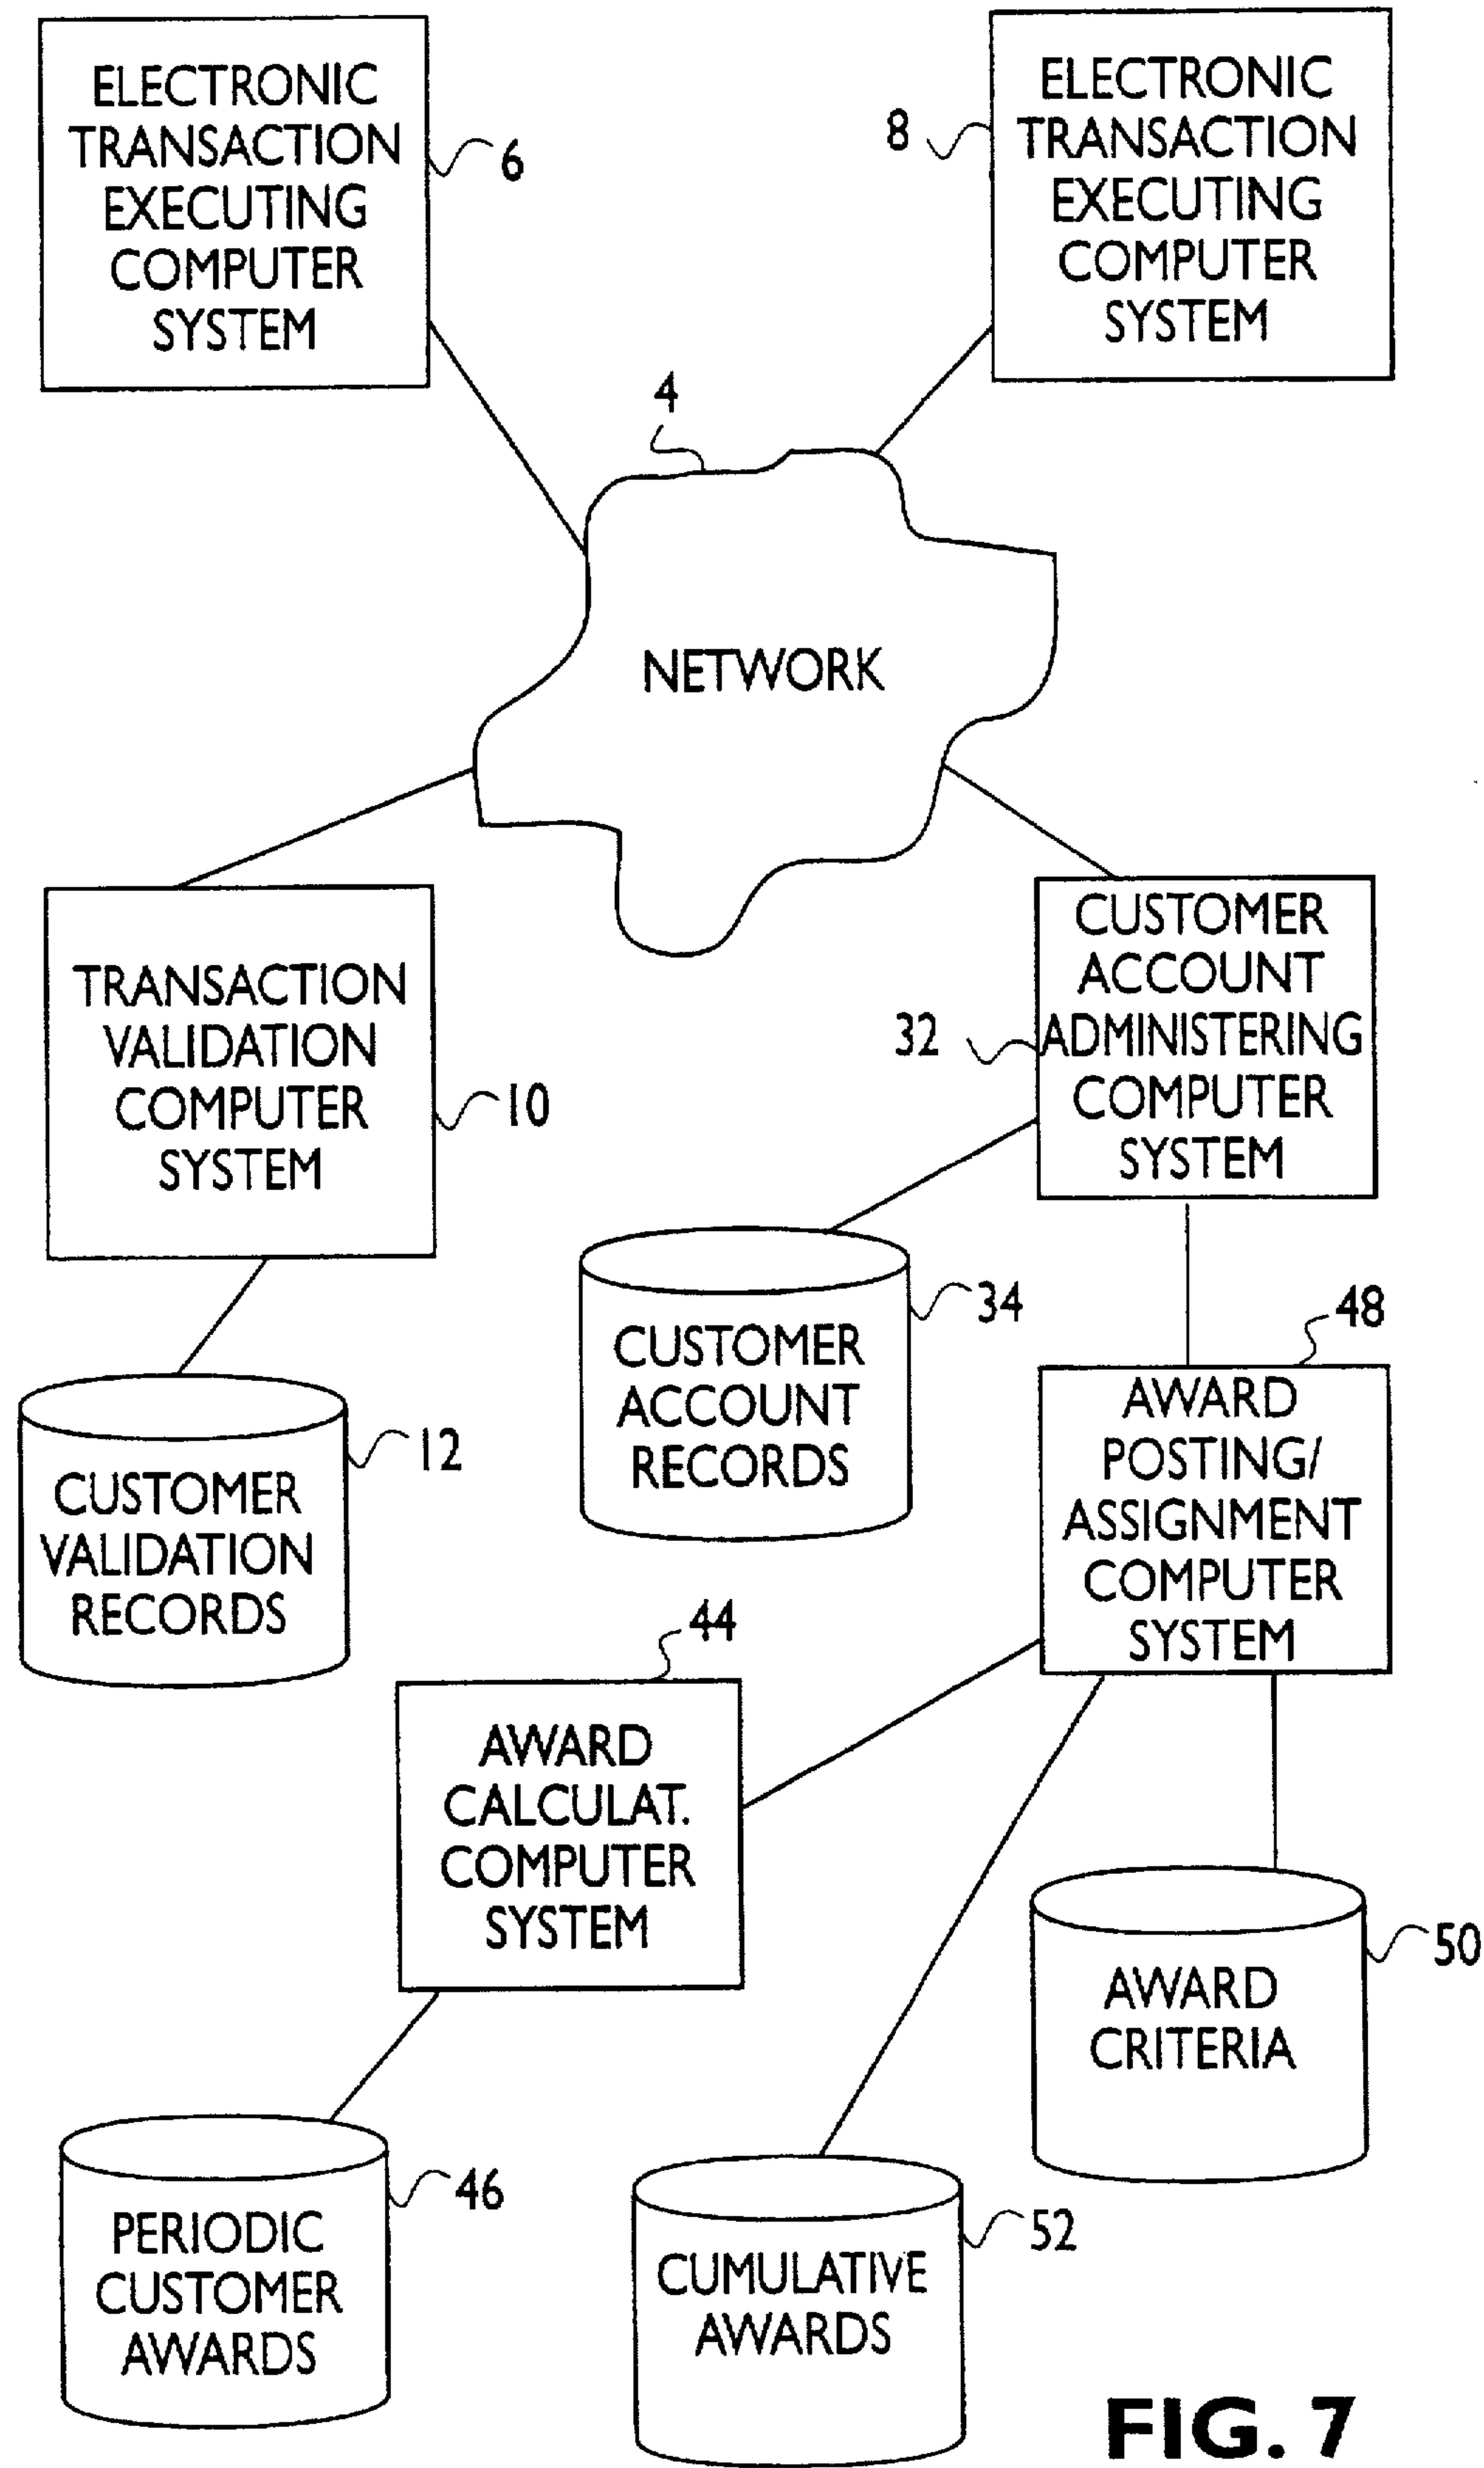 ELECTRONIC
TRANSACTION
EXECUTING
COMPUTER
SYSTEM
6
8
ELECTRONIC
TRANSACTION
EXECUTING
COMPUTER
SYSTEM
4
NETWORK
TRANSACTION
VALIDATION
COMPUTER
SYSTEM
10
32
CUSTOMER
ACCOUNT
ADMINISTERING
COMPUTER
SYSTEM
34
CUSTOMER
ACCOUNT
RECORDS
12
CUSTOMER
VALIDATION
RECORDS
48
AWARD
POSTING/
ASSIGNMENT
COMPUTER
SYSTEM
44
AWARD
CALCULAT.
COMPUTER
SYSTEM
50
AWARD
CRITERIA
46
PERIODIC
CUSTOMER
AWARDS
52
CUMULATIVE
AWARDS
FIG. 7